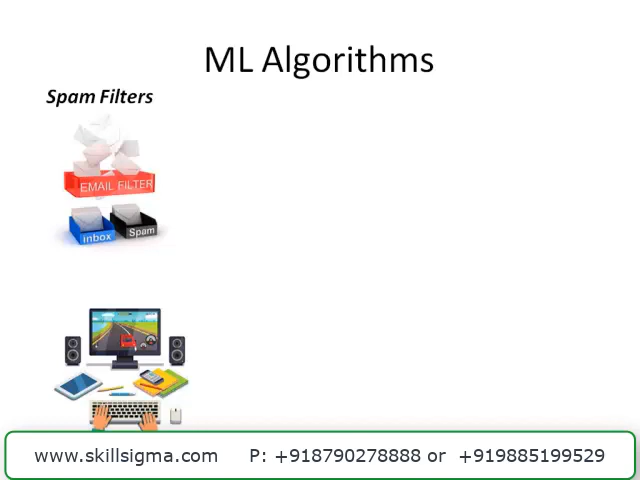 ML Algorithms
Spam Filters
EMAIL FILTER
Inbox
Spam
www.skillsigma.com P: +918790278888 or +919885199529